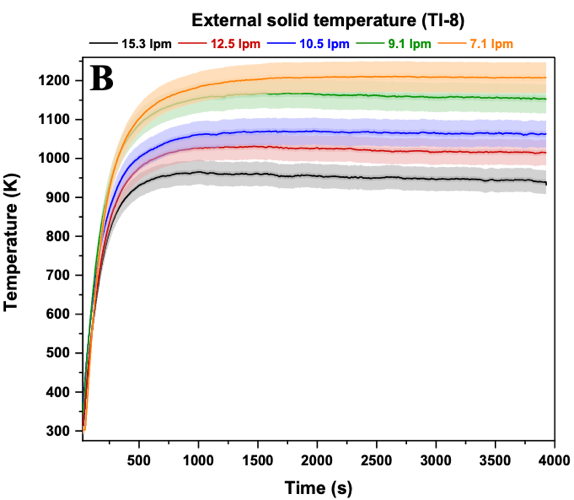 External solid temperature (TI-8)
15.3 lpm 12.5 lpm 10.5 lpm 9.1 lpm 7.1 lpm
B
1200
1100
1000
900
800
700
600
500
400
300
Temperature (K)
500 1000 1500 2000 2500 3000 3500 4000
Time (s)